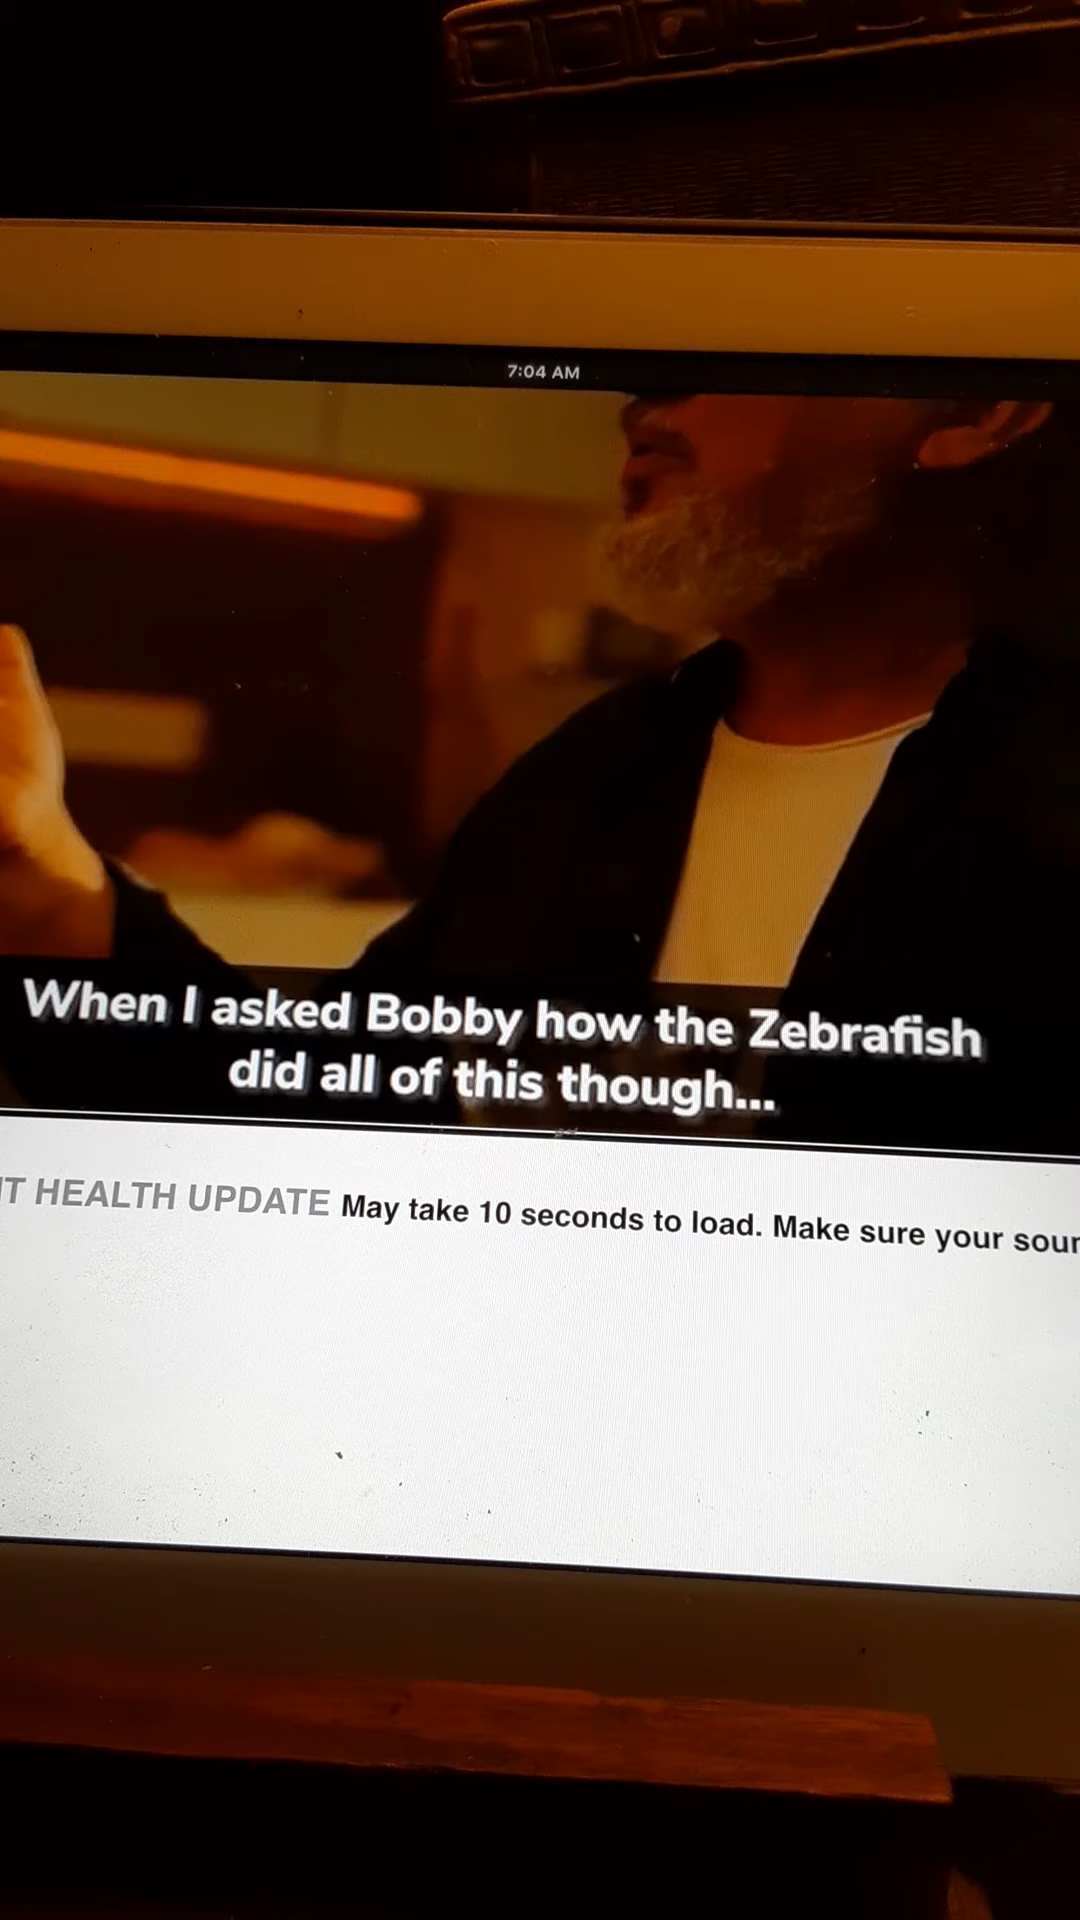 7:04 AM
When I asked Bobby how the Zebrafish
did all of this though...
HEALTH UPDATE May take 10 seconds to load. Make sure your